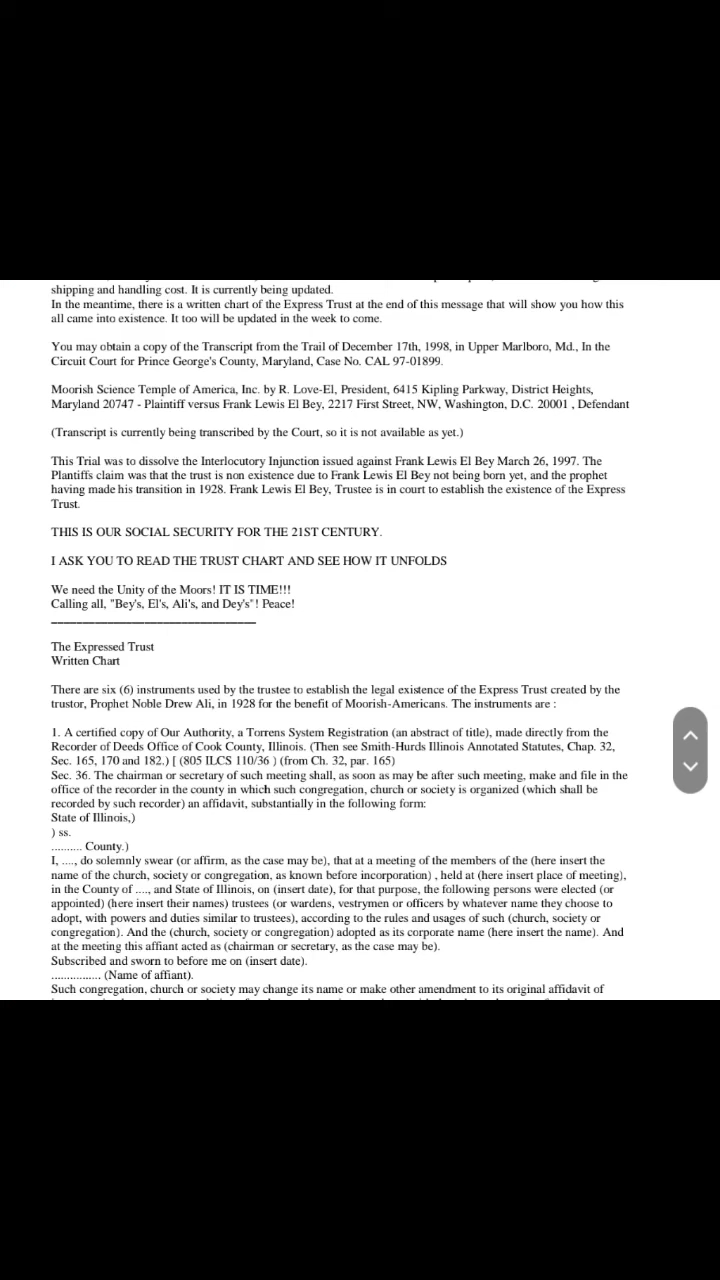 shipping and handling cost. It is currently being updated.
In the meantime, there is a written chart of the Express Trust at the end of this message that will show you how this
all came into existence. It too will be updated in the week to come.
You may obtain a copy of the Transcript from the Trail of December 17th, 1998, in Upper Marlboro, Md., In the
Circuit Court for Prince George's County, Maryland, Case No. CAL 97-01899.
Moorish Science Temple of America, Inc. by R. Love-El, President, 6415 Kipling Parkway, District Heights,
Maryland 20747 - Plaintiff versus Frank Lewis El Bey, 2217 First Street, NW, Washington, D.C. 20001 , Defendant
(Transcript is currently being transcribed by the Court, so it is not available as yet.)
This Trial was to dissolve the Interlocutory Injunction issued against Frank Lewis El Bey March 26, 1997. The
Plantiffs claim was that the trust is non existence due to Frank Lewis El Bey not being born yet, and the prophet
having made his transition in 1928. Frank Lewis El Bey, Trustee is in court to establish the existence of the Express
Trust.
THIS IS OUR SOCIAL SECURITY FOR THE 21ST CENTURY.
I ASK YOU TO READ THE TRUST CHART AND SEE HOW IT UNFOLDS
We need the Unity of the Moors! IT IS TIME!!!
Calling all, "Bey's, El's, Ali's, and Dey's"! Peace!
The Expressed Trust
Written Chart
There are six (6) instruments used by the trustee to establish the legal existence of the Express Trust created by the
trustor, Prophet Noble Drew Ali, in 1928 for the benefit of Moorish-Americans. The instruments are :
1. A certified copy of Our Authority, a Torrens System Registration (an abstract of title), made directly from the
Recorder of Deeds Office of Cook County, Illinois. (Then see Smith-Hurds Illinois Annotated Statutes, Chap. 32,
Sec. 165, 170 and 182.) [ (805 ILCS 110/36 ) (from Ch. 32, par. 165)
Sec. 36. The chairman or secretary of such meeting shall, as soon as may be after such meeting, make and file in the
office of the recorder in the county in which such congregation, church or society is organized (which shall be
recorded by such recorder) an affidavit, substantially in the following form:
State of Illinois,)
) ss.
.......... County.)
I, ...., do solemnly swear (or affirm, as the case may be), that at a meeting of the members of the (here insert the
name of the church, society or congregation, as known before incorporation) , held at (here insert place of meeting),
in the County of ...., and State of Illinois, on (insert date), for that purpose, the following persons were elected (or
appointed) (here insert their names) trustees (or wardens, vestrymen or officers by whatever name they choose to
adopt, with powers and duties similar to trustees), according to the rules and usages of such (church, society or
congregation). And the (church, society or congregation) adopted as its corporate name (here insert the name). And
at the meeting this affiant acted as (chairman or secretary, as the case may be).
Subscribed and sworn to before me on (insert date).
................ (Name of affiant).
Such congregation, church or society may change its name or make other amendment to its original affidavit of